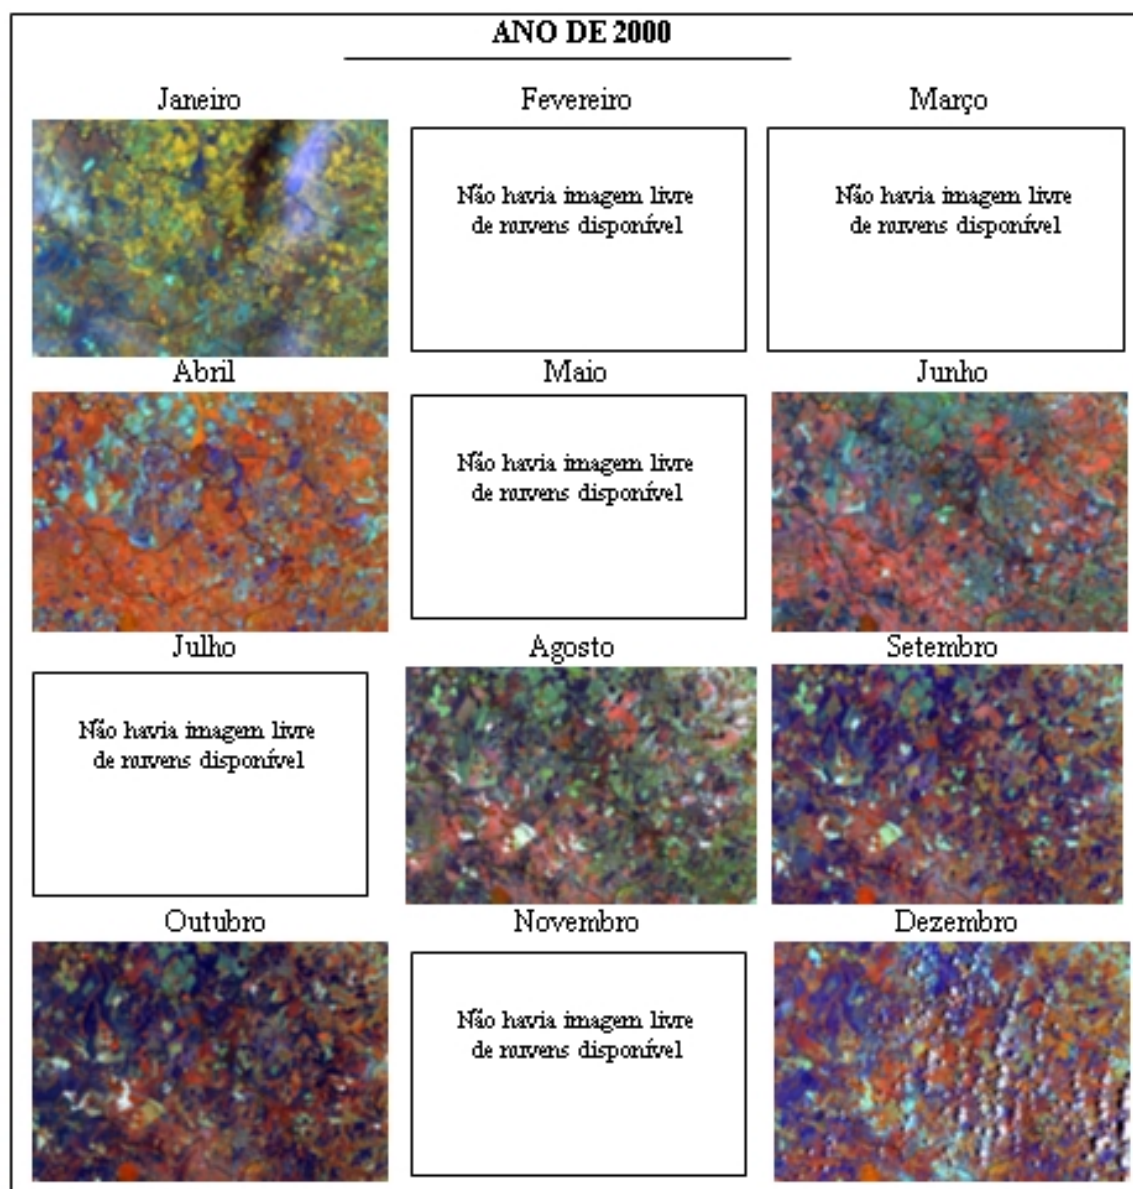 ANO DE 2000
Janeiro
Fevereiro
Março
Não havia imagem livre
de nuvens disponível
Não havia imagem livre
de nuvens disponível
Abril
Maio
Junho
Não havia imagem livre
de nuvens disponível
Julho
Agosto
Setembro
Não havia imagem livre
de nuvens disponível
Outubro
Novembro
Dezembro
Não havia imagem livre
de nuvens disponível